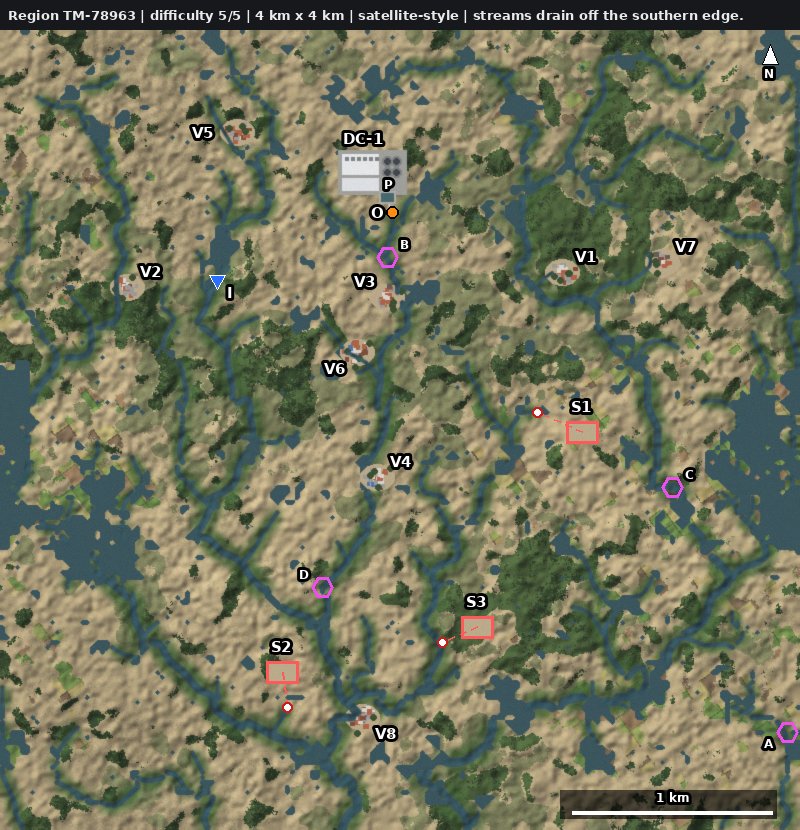 Region TM-78963 | difficulty 5/5 | 4 km x 4 km | satellite-style | streams drain off the southern edge.
N
V5
DC-1
P
O
B
V7
V1
V2
V3
I
V6
S1
V4
C
D
S3
S2
V8
A
1 km